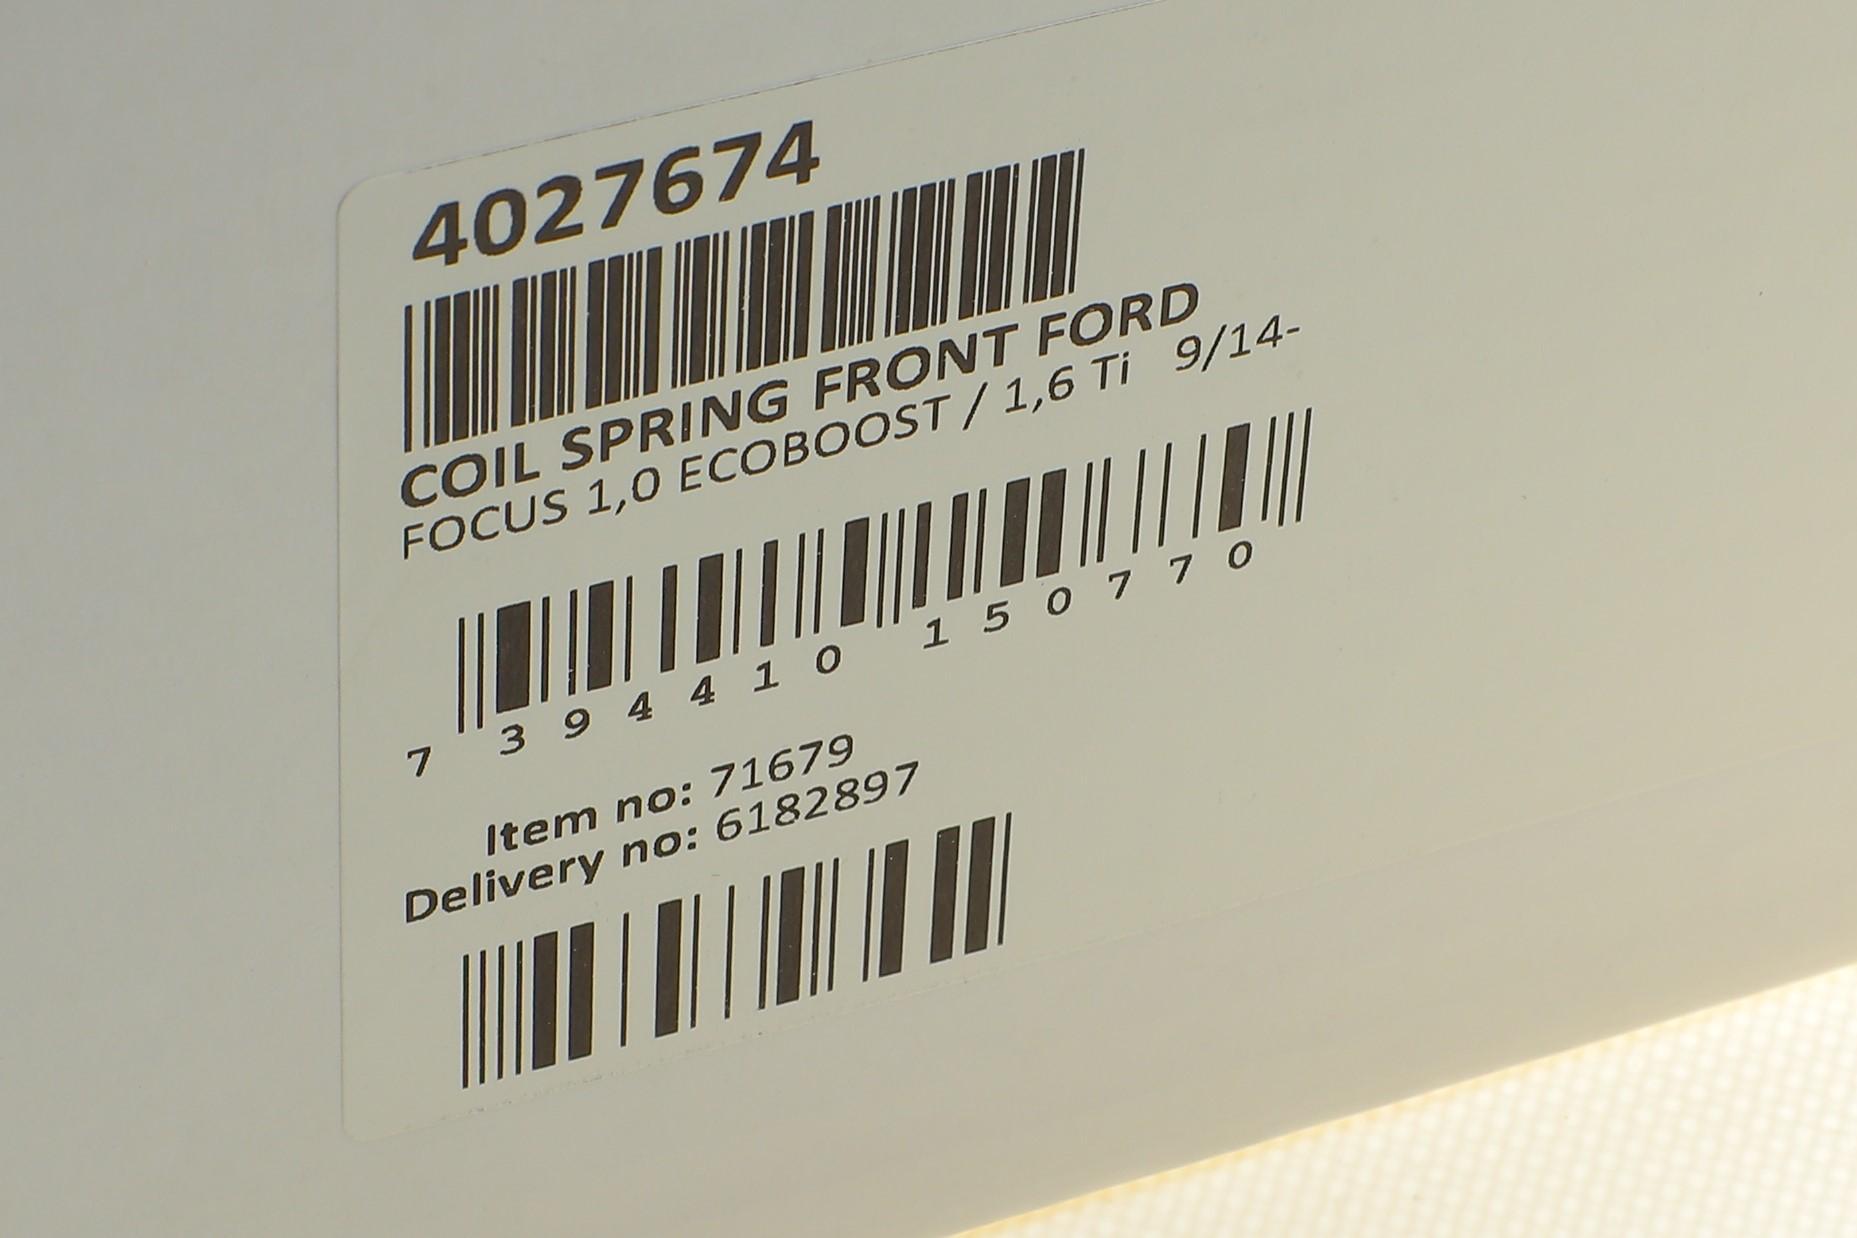 4027674
COIL SPRING FRONT FORD
FOCUS 1,0 ECOBOOST / 1,6 Ti 9/14-
7 394410 150770
Item no: 71679
Delivery no: 6182897